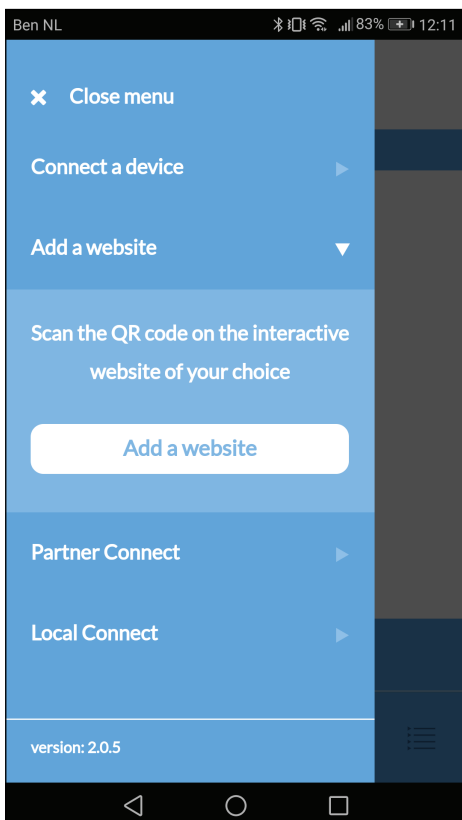 Ben NL 83% 12:11
Close menu
Connect a device
Add a website
Scan the QR code on the interactive
website of your choice
Add a website
Partner Connect
Local Connect
version: 2.0.5